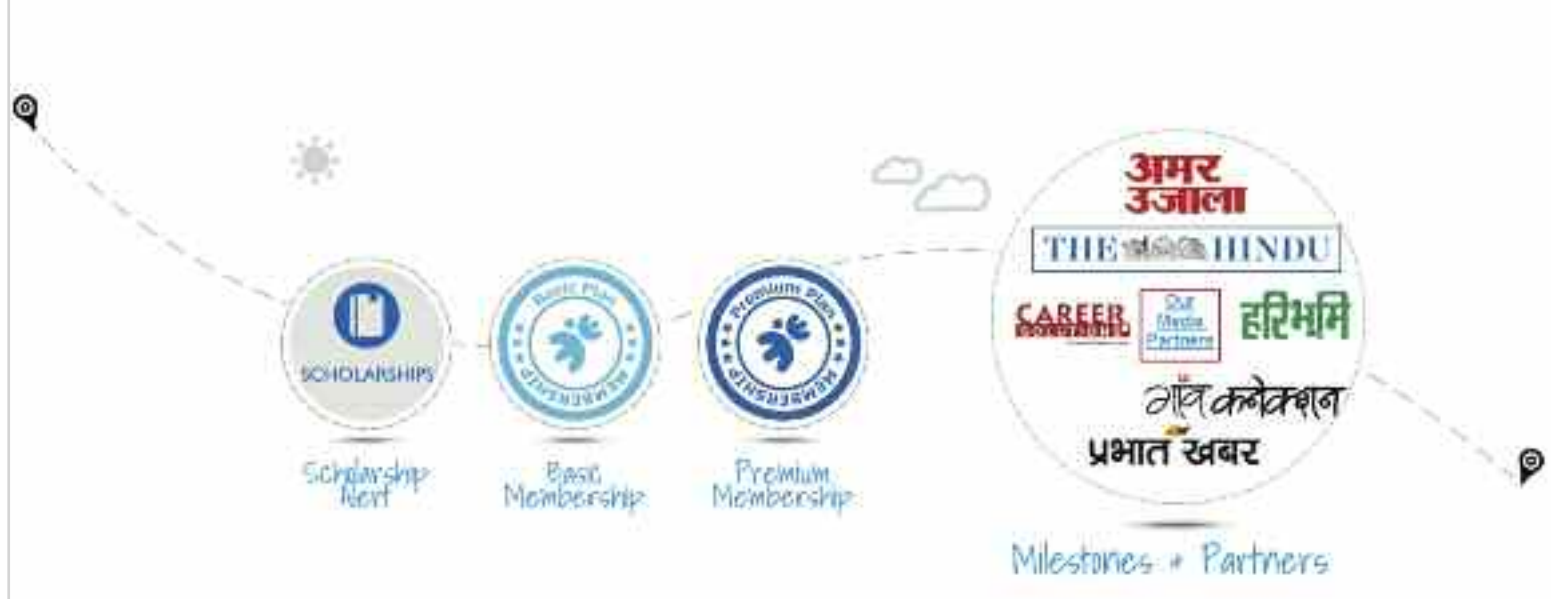 SCHOLARSHIPS
Scholarship
Alert
Basic Plan
MEMBERSHIP
Basic
Membership
Premium Plan
MEMBERSHIP
Premium
Membership
अमर
उजाला
THE HINDU
CAREER
Our
Media
Partners
हरिभूमि
गाँव कनेक्शन
प्रभात खबर
Milestones + Partners